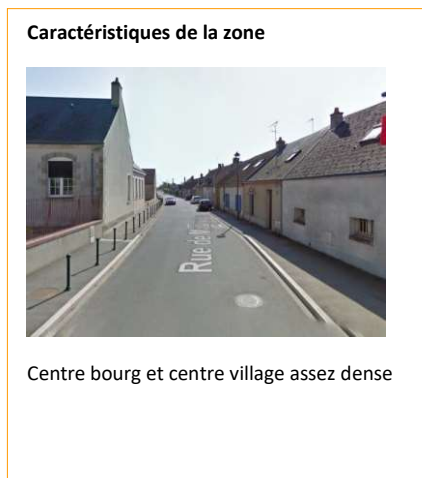 Caractéristiques de la zone
Rue de
Centre bourg et centre village assez dense